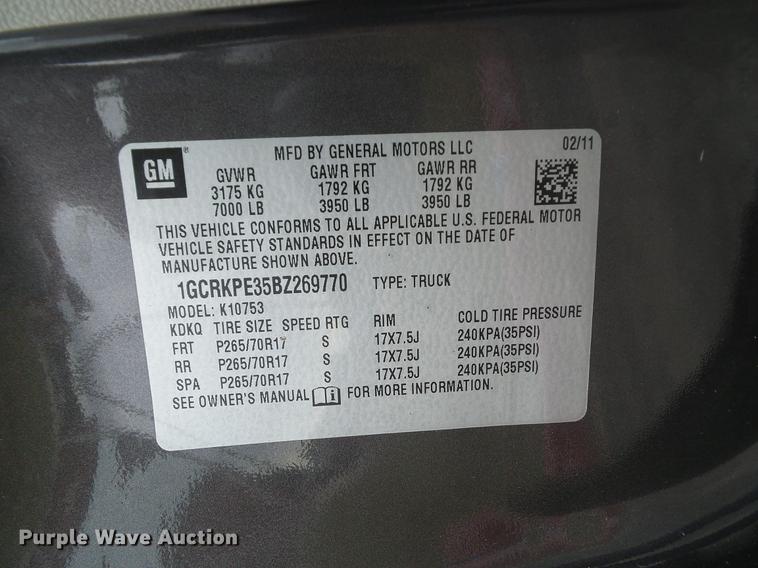 GM
MFD BY GENERAL MOTORS LLC 02/11
GVWR GAWR FRT GAWR RR
3175 KG 1792 KG 1792 KG
7000 LB 3950 LB 3950 LB
THIS VEHICLE CONFORMS TO ALL APPLICABLE U.S. FEDERAL MOTOR
VEHICLE SAFETY STANDARDS IN EFFECT ON THE DATE OF
MANUFACTURE SHOWN ABOVE.
1GCRKPE35BZ269770 TYPE: TRUCK
MODEL: K10753
KDKQ TIRE SIZE SPEED RTG RIM COLD TIRE PRESSURE
FRT P265/70R17 S 17X7.5J 240KPA(35PSI)
RR P265/70R17 S 17X7.5J 240KPA(35PSI)
SPA P265/70R17 S 17X7.5J 240KPA(35PSI)
SEE OWNER'S MANUAL FOR MORE INFORMATION.
Purple Wave Auction